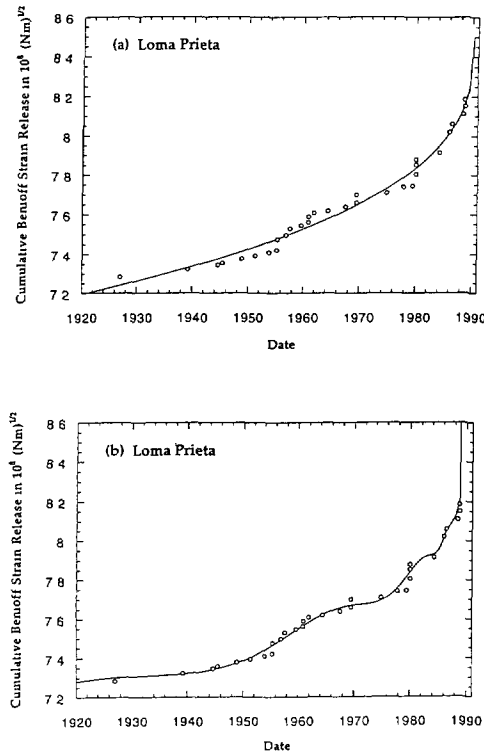 (a) Loma Prieta
Cumulative Benioff Strain Release in 10⁸ (Nm)^1/2
8 6
8 4
8 2
8
7 8
7 6
7 4
7 2
1920 1930 1940 1950 1960 1970 1980 1990
Date
(b) Loma Prieta
Cumulative Benioff Strain Release in 10⁸ (Nm)^1/2
8 6
8 4
8 2
8
7 8
7 6
7 4
7 2
1920 1930 1940 1950 1960 1970 1980 1990
Date